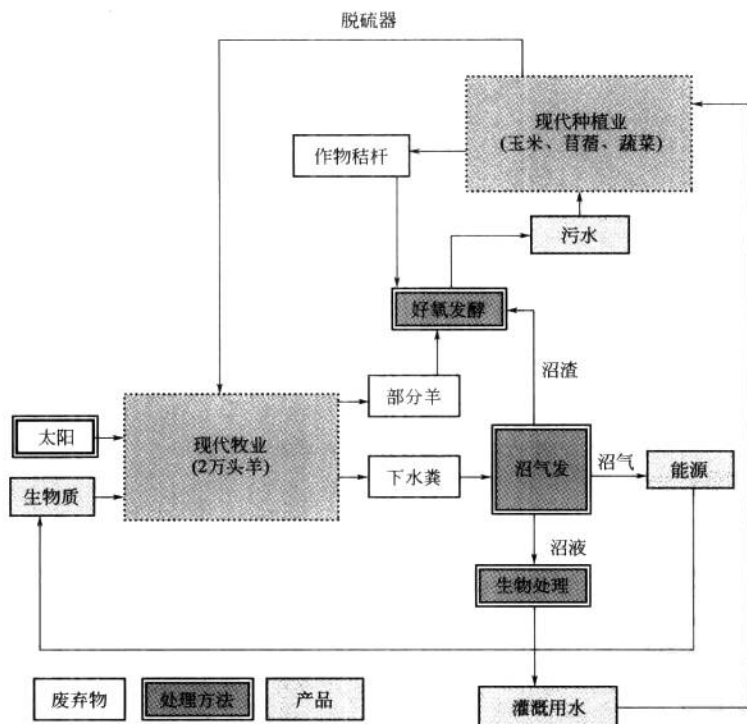 脱硫器
现代种植业
(玉米、苜蓿、蔬菜)
作物秸秆
污水
好氧发酵
沼渣
部分羊
太阳
现代牧业
(2万头羊)
下水粪
沼气发
沼气
能源
生物质
沼液
生物处理
废弃物
处理方法
产品
灌溉用水